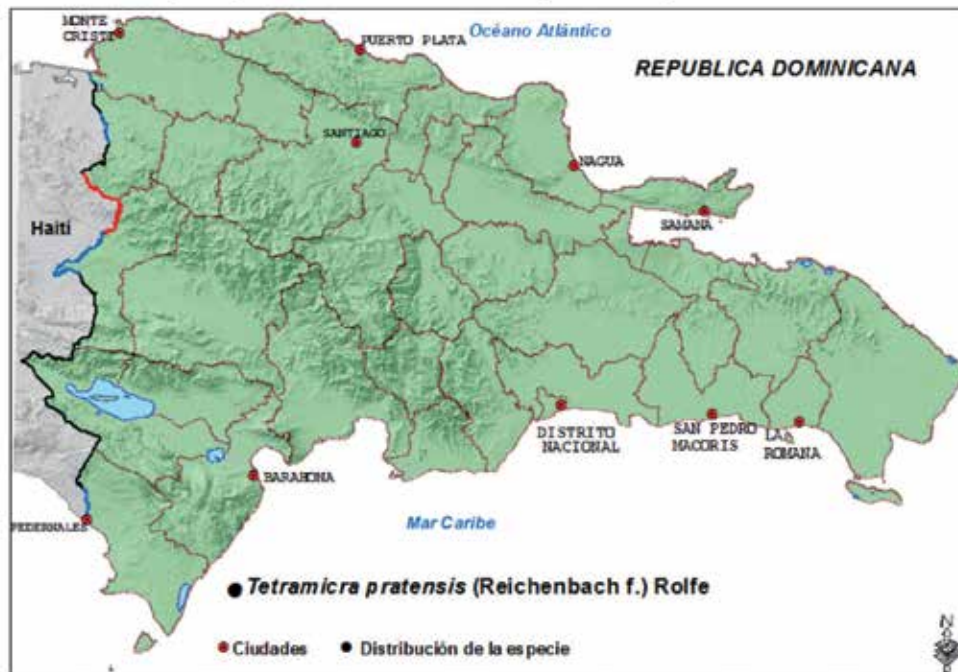 MONTE
CRISTI
PUERTO PLATA
Océano Atlántico
REPUBLICA DOMINICANA
SANTIAGO
NAGUA
SAMANA
Haití
DISTRITO
NACIONAL
SAN PEDRO
MACORIS
LA
ROMANA
BARAHONA
PEDERNALES
Mar Caribe
Tetramicra pratensis (Reichenbach f.) Rolfe
Ciudades
Distribución de la especie
N